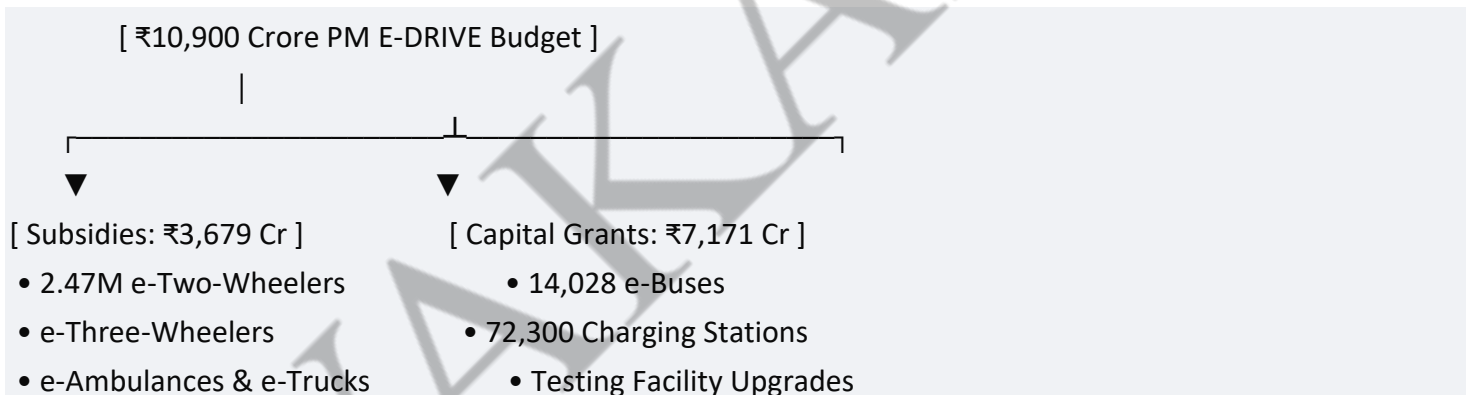 [ ₹10,900 Crore PM E-DRIVE Budget ]
[ Subsidies: ₹3,679 Cr ] [ Capital Grants: ₹7,171 Cr ]
• 2.47M e-Two-Wheelers • 14,028 e-Buses
• e-Three-Wheelers • 72,300 Charging Stations
• e-Ambulances & e-Trucks • Testing Facility Upgrades